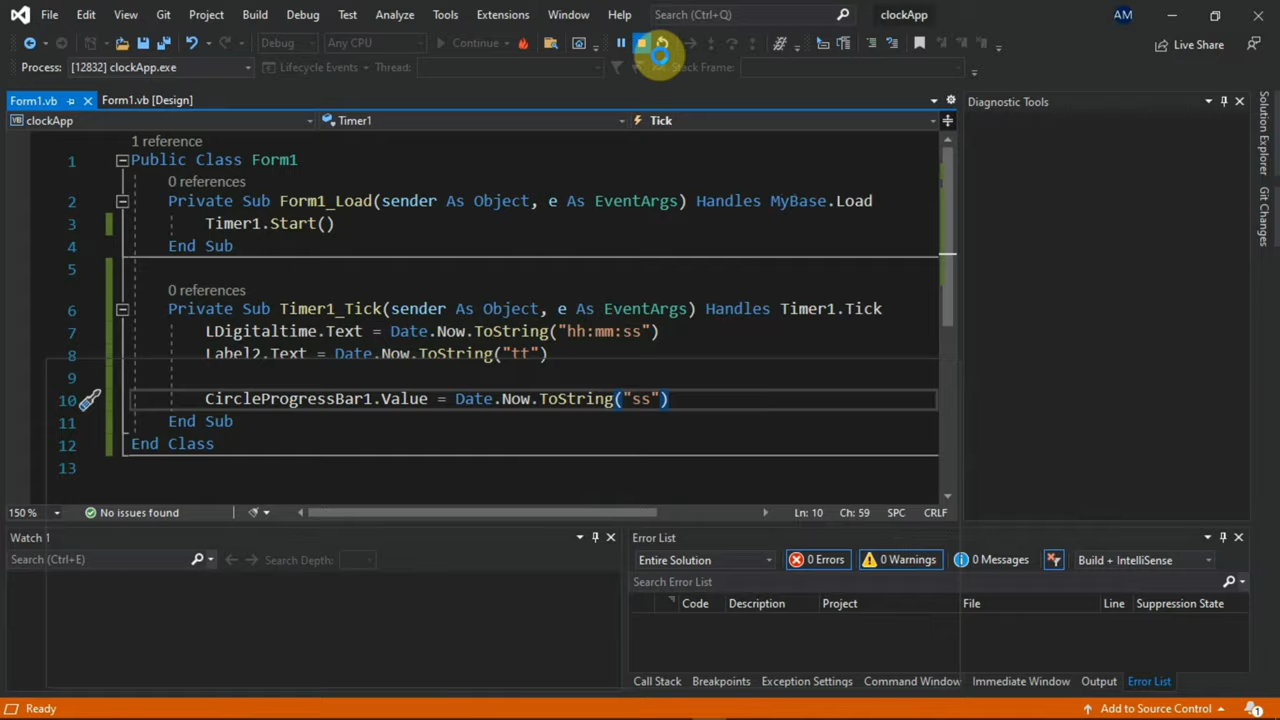 File Edit View Git Project Build Debug Test Analyze Tools Extensions Window Help Search (Ctrl+Q) clockApp AM
Debug Any CPU Continue Live Share
Process: [12832] clockApp.exe Lifecycle Events Thread: Stack Frame:
Form1.vb Form1.vb [Design] Diagnostic Tools
clockApp Timer1 Tick
Solution Explorer
Git Changes
1 reference
1 Public Class Form1
0 references
2 Private Sub Form1_Load(sender As Object, e As EventArgs) Handles MyBase.Load
3 Timer1.Start()
4 End Sub
5
0 references
6 Private Sub Timer1_Tick(sender As Object, e As EventArgs) Handles Timer1.Tick
7 LDigitaltime.Text = Date.Now.ToString("hh:mm:ss")
8 Label2.Text = Date.Now.ToString("tt")
9
10 CircleProgressBar1.Value = Date.Now.ToString("ss")
11 End Sub
12 End Class
13
150 % No issues found Ln: 10 Ch: 59 SPC CRLF
Watch 1 Error List
Search (Ctrl+E) Search Depth: Entire Solution 0 Errors 0 Warnings 0 Messages Build + IntelliSense
Search Error List
Code Description Project File Line Suppression State
Call Stack Breakpoints Exception Settings Command Window Immediate Window Output Error List
Ready Add to Source Control 1